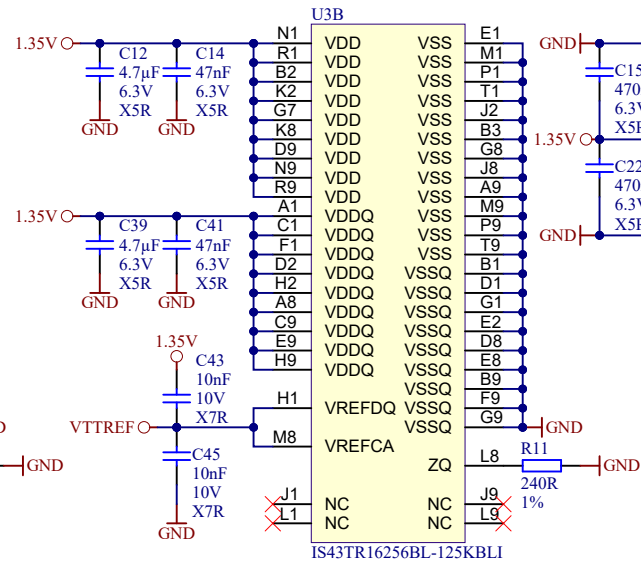 U3B
1.35V
C12
4.7µF
6.3V
X5R
GND
C14
47nF
6.3V
X5R
GND
N1 VDD VSS E1
R1 VDD VSS M1
B2 VDD VSS P1
K2 VDD VSS T1
G7 VDD VSS J2
K8 VDD VSS B3
D9 VDD VSS G8
N9 VDD VSS J8
R9 VDD VSS A9
A1 VDDQ VSS M9
C1 VDDQ VSS P9
F1 VDDQ VSS T9
D2 VDDQ VSSQ B1
H2 VDDQ VSSQ D1
A8 VDDQ VSSQ G1
C9 VDDQ VSSQ E2
E9 VDDQ VSSQ D8
H9 VDDQ VSSQ E8
VSSQ B9
H1 VREFDQ VSSQ F9
VSSQ G9
GND
M8 VREFCA
ZQ L8
R11
240R
1%
GND
J1 NC NC J9
L1 NC NC L9
IS43TR16256BL-125KBLI
1.35V
C39
4.7µF
6.3V
X5R
GND
C41
47nF
6.3V
X5R
GND
1.35V
C43
10nF
10V
X7R
VTTREF
C45
10nF
10V
X7R
GND
GND
GND
C15
470
6.3V
X5R
1.35V
C22
470
6.3V
X5R
GND